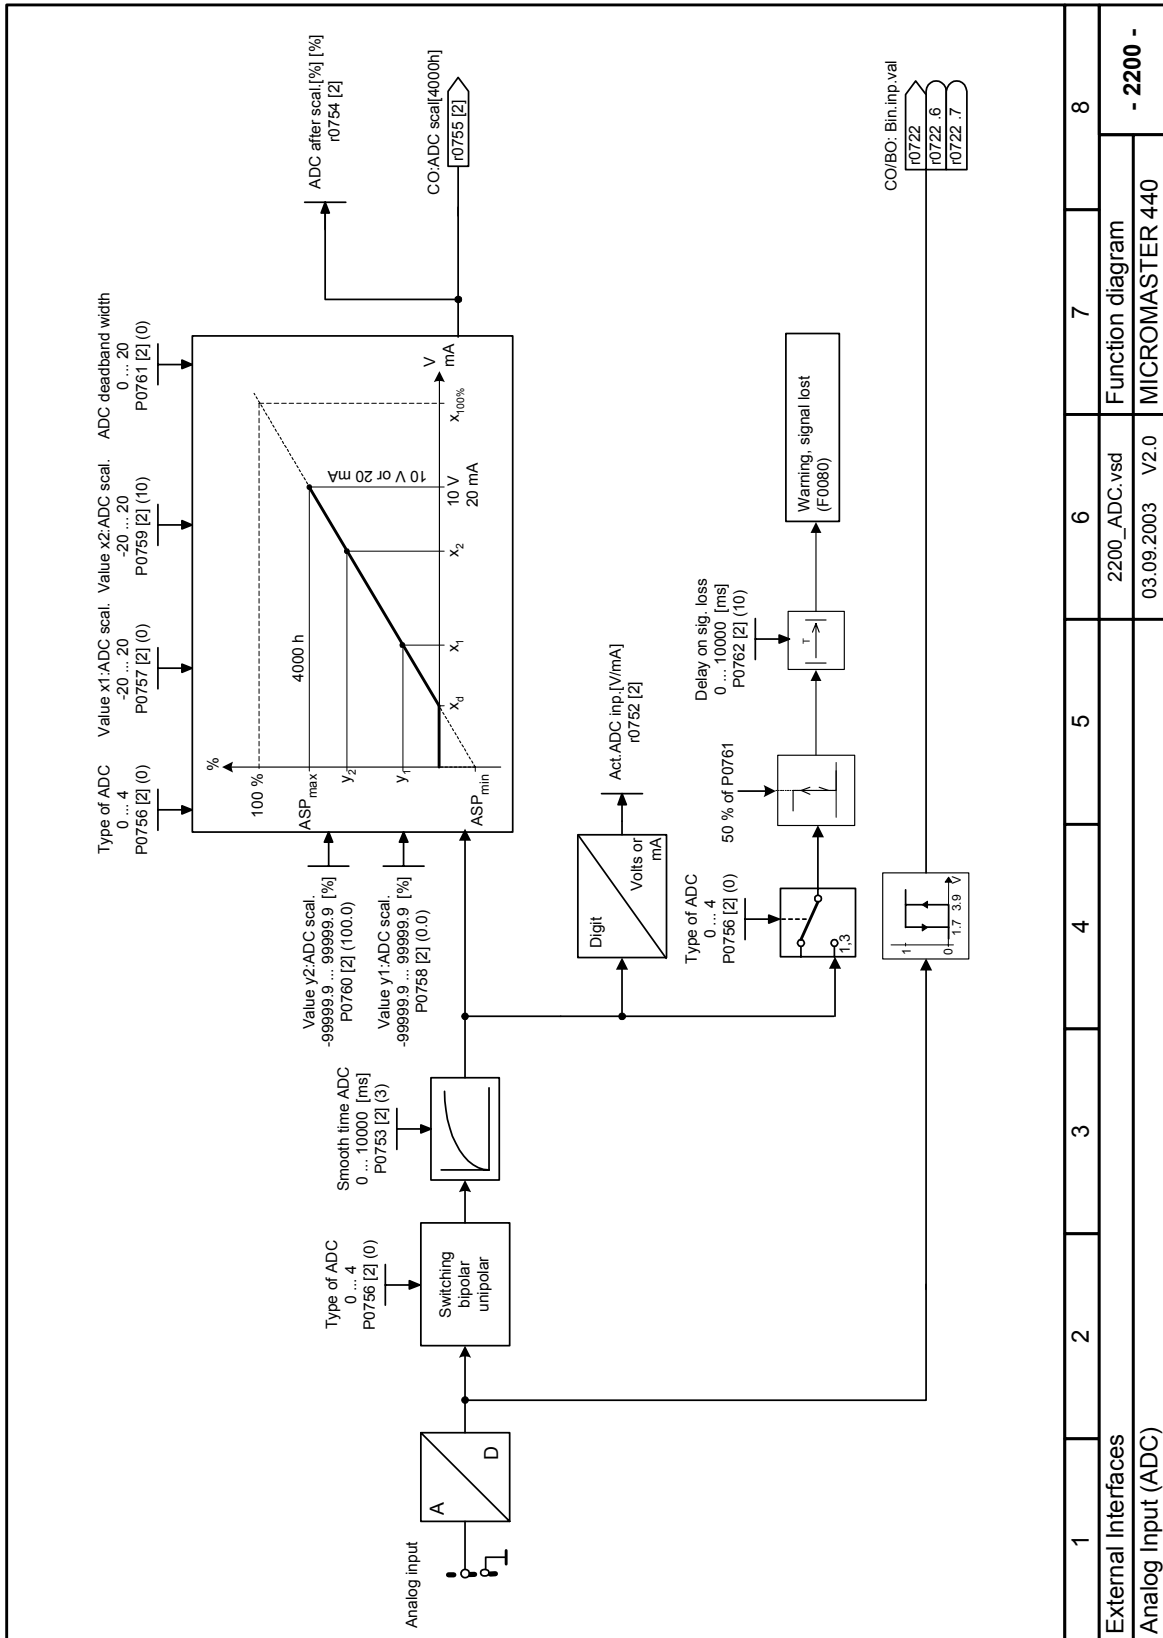 Analog input
A
D
Type of ADC
0 ... 4
P0756 [2] (0)
Switching
bipolar
unipolar
Smooth time ADC
0 ... 10000 [ms]
P0753 [2] (3)
Value y2:ADC scal.
-99999.9 ... 99999.9 [%]
P0760 [2] (100.0)
Value y1:ADC scal.
-99999.9 ... 99999.9 [%]
P0758 [2] (0.0)
Type of ADC
0 ... 4
P0756 [2] (0)
Value x1:ADC scal.
-20 ... 20
P0757 [2] (0)
Value x2:ADC scal.
-20 ... 20
P0759 [2] (10)
ADC deadband width
0 ... 20
P0761 [2] (0)
%
100 %
ASPmax
y2
y1
ASPmin
4000 h
10 V or 20 mA
xd
x1
x2
10 V
20 mA
x100%
V
mA
ADC after scal.[%] [%]
r0754 [2]
CO:ADC scal[4000h]
r0755 [2]
Digit
Volts or
mA
Act.ADC inp.[V/mA]
r0752 [2]
Type of ADC
0 ... 4
P0756 [2] (0)
1,3
50 % of P0761
Delay on sig. loss
0 ... 10000 [ms]
P0762 [2] (10)
T
Warning, signal lost
(F0080)
1
0
1.7 3.9 V
CO/BO: Bin.inp.val
r0722
r0722 .6
r0722 .7
1 2 3 4 5 6 7 8
External Interfaces
2200_ADC.vsd
Function diagram
- 2200 -
Analog Input (ADC)
03.09.2003 V2.0
MICROMASTER 440